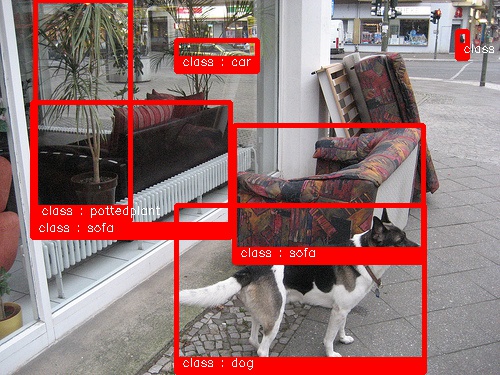 class : car
class
class : pottedplant
class : sofa
class : sofa
class : dog